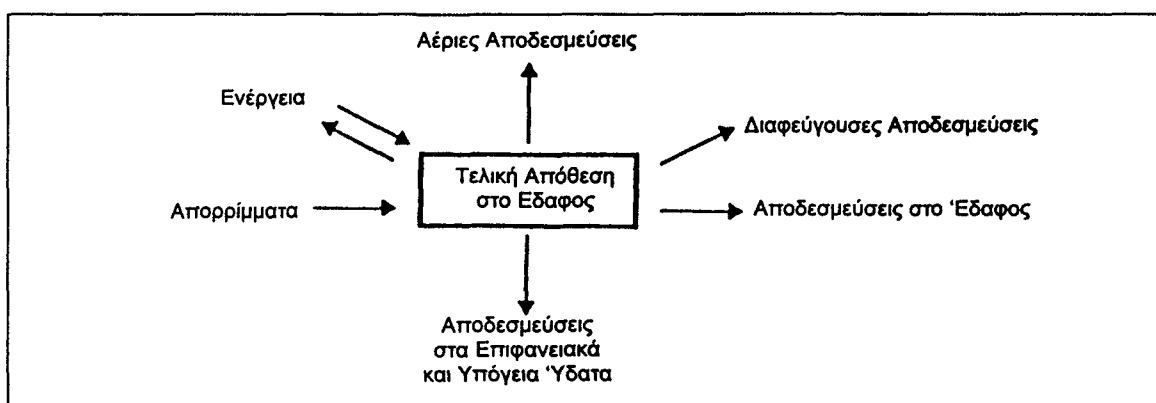 Αέριες Αποδεσμεύσεις
Ενέργεια
Διαφεύγουσες Αποδεσμεύσεις
Τελική Απόθεση
στο Εδαφος
Απορρίμματα
Αποδεσμεύσεις στο ‘Εδαφος
Αποδεσμεύσεις
στα Επιφανειακά
και Υπόγεια ‘Υδατα